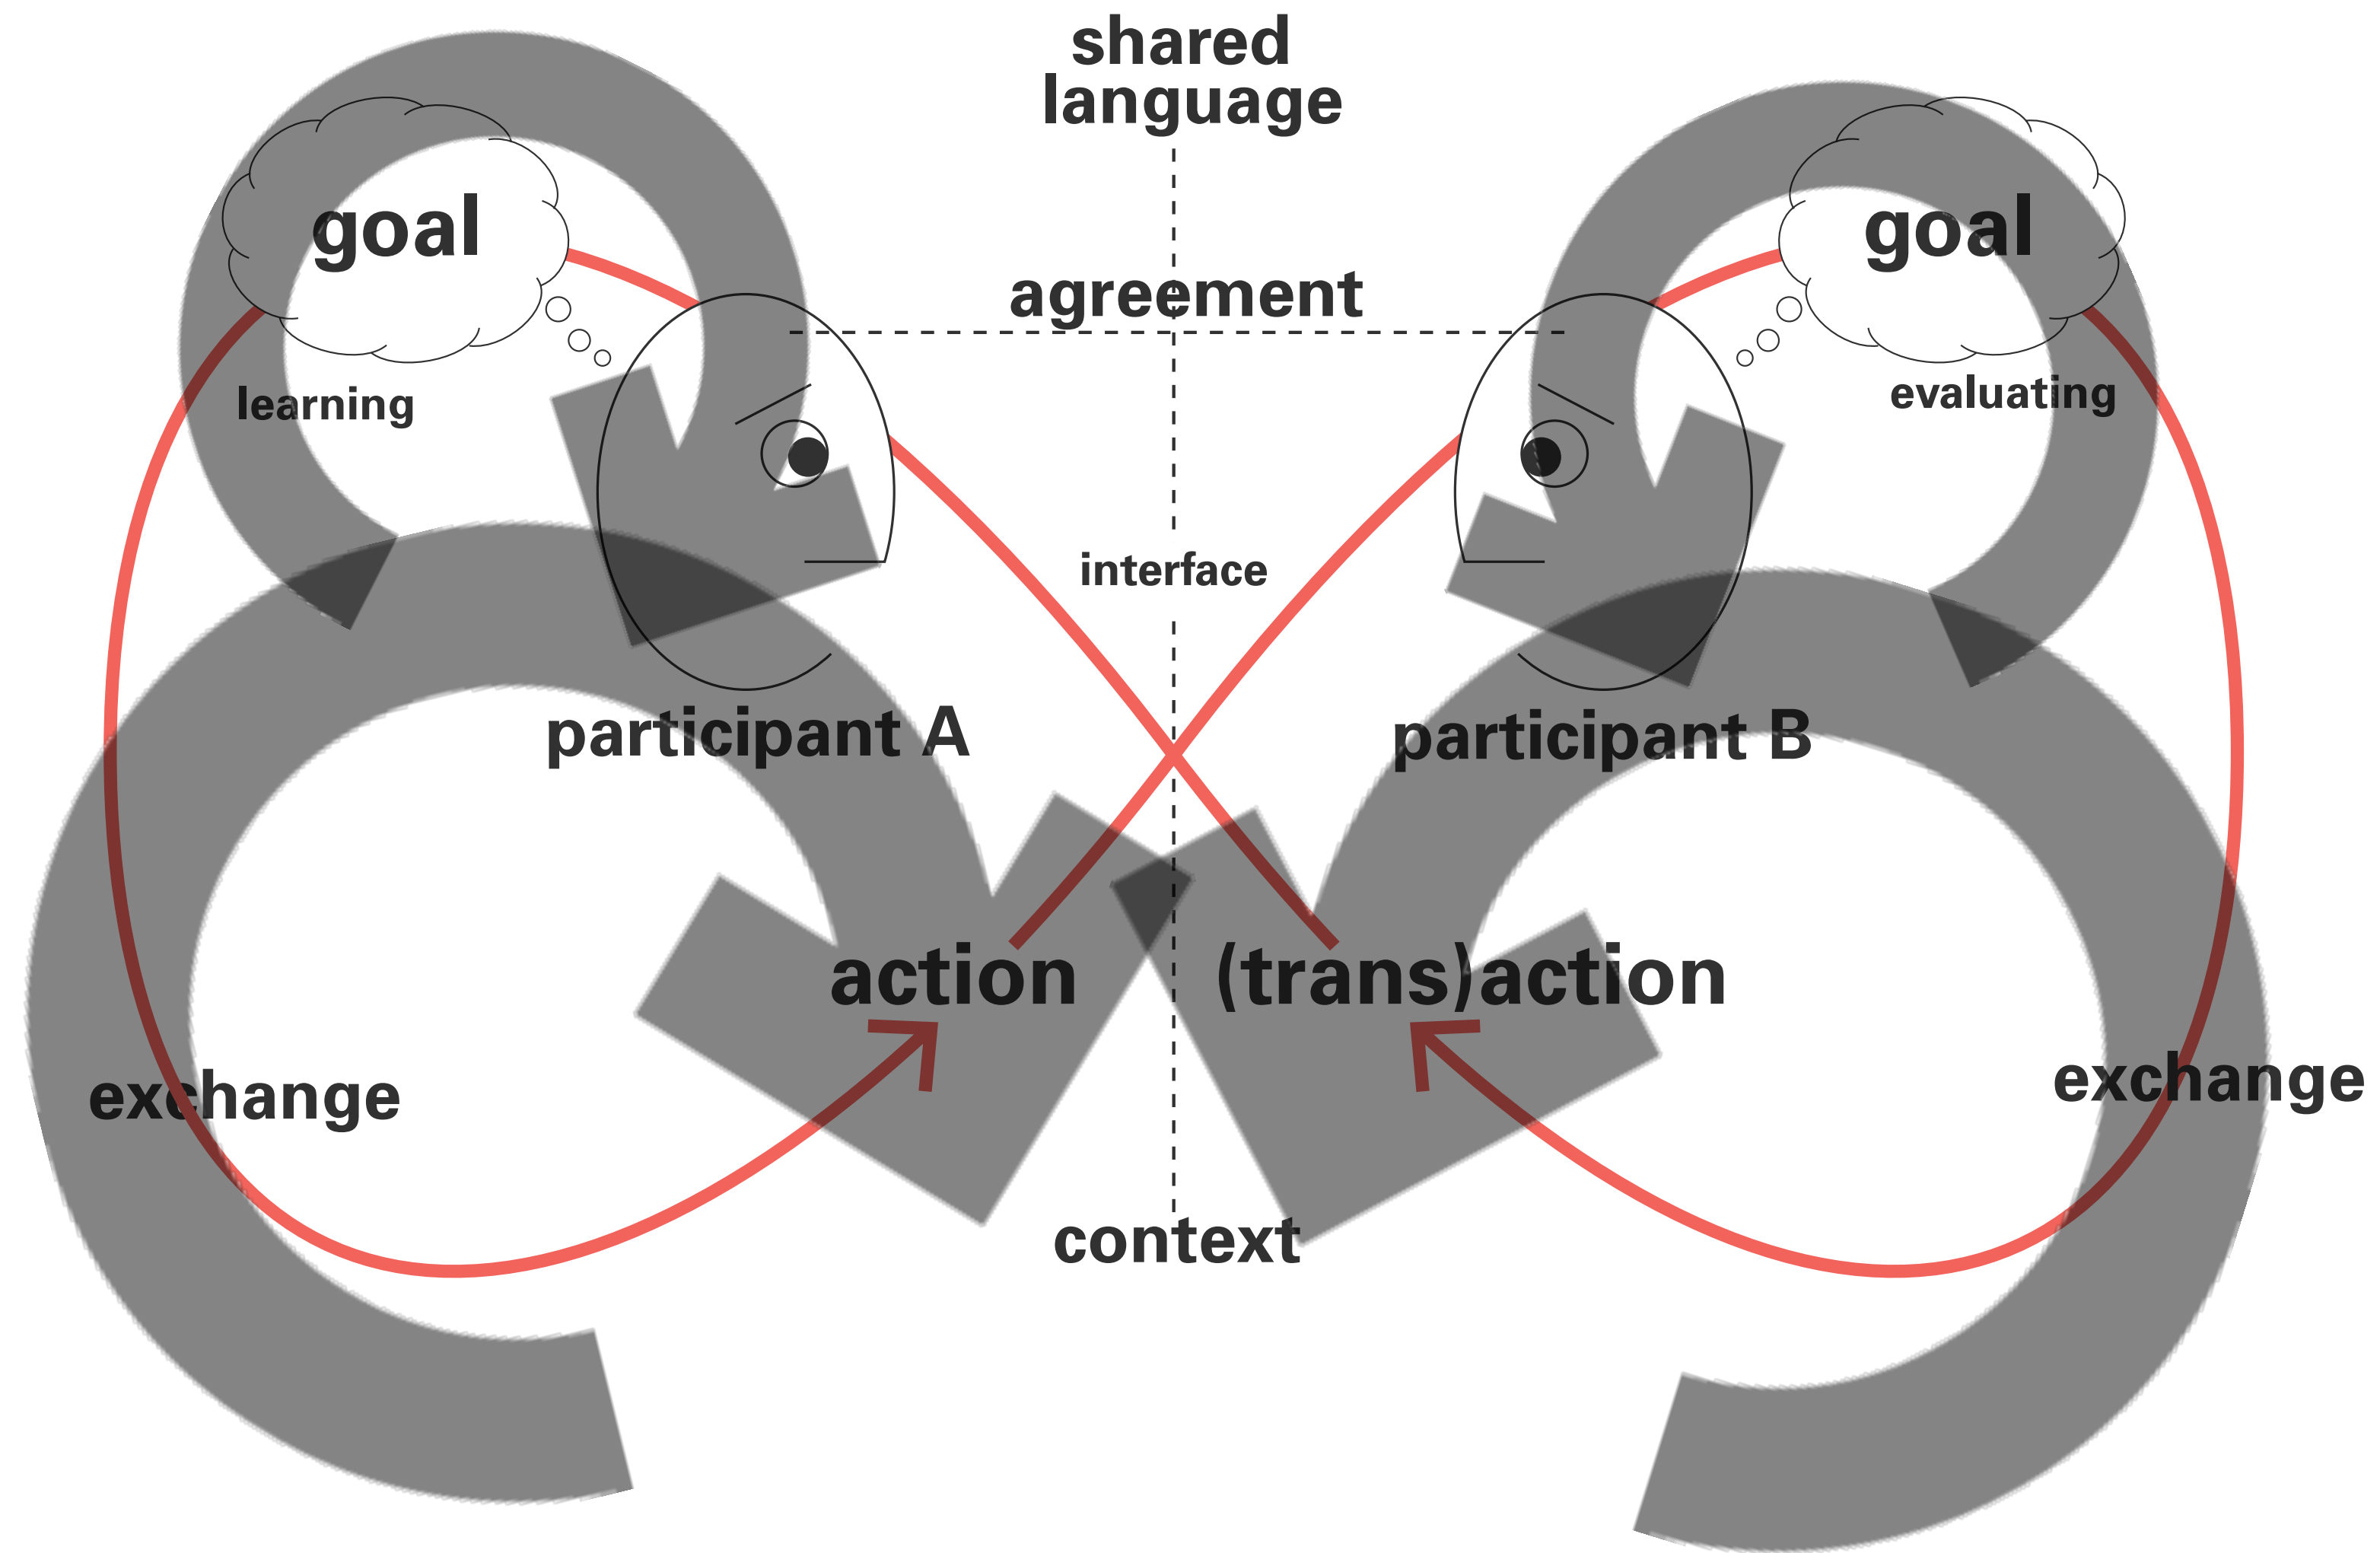 shared
language
goal
goal
agreement
learning
evaluating
interface
participant A
participant B
action
(trans)action
exchange
exchange
context